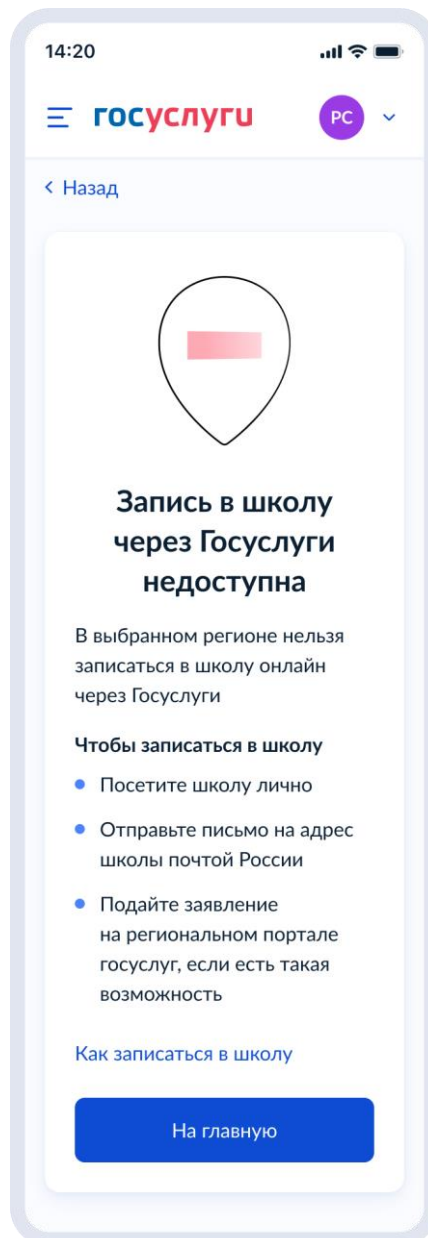 14:20
госуслуги
РС
Назад
Запись в школу
через Госуслуги
недоступна
В выбранном регионе нельзя
записаться в школу онлайн
через Госуслуги
Чтобы записаться в школу
Посетите школу лично
Отправьте письмо на адрес
школы почтой России
Подайте заявление
на региональном портале
госуслуг, если есть такая
возможность
Как записаться в школу
На главную